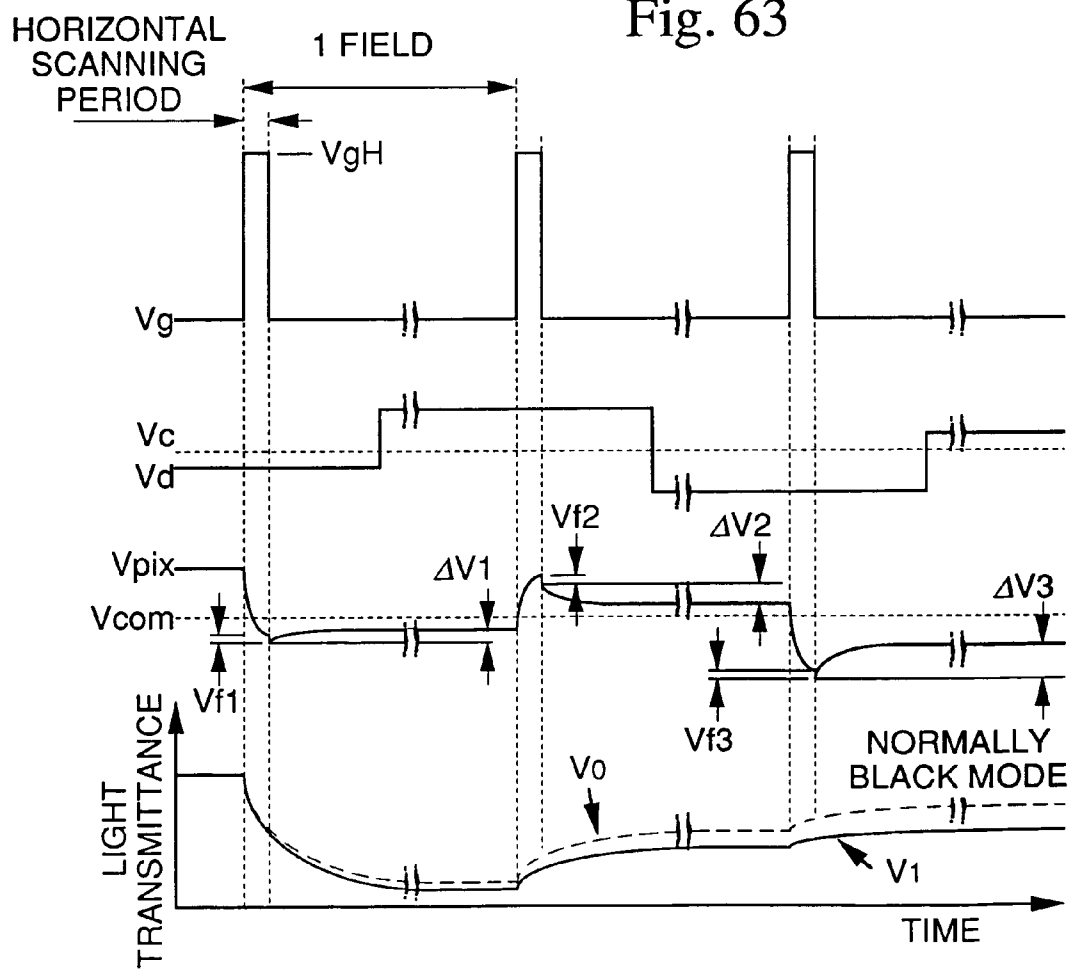 Fig. 63
HORIZONTAL
SCANNING
PERIOD
1 FIELD
VgH
Vg
Vc
Vd
Vf2
ΔV2
Vpix
ΔV1
ΔV3
Vcom
Vf1
Vf3
NORMALLY
BLACK MODE
V0
V1
LIGHT
TRANSMITTANCE
TIME